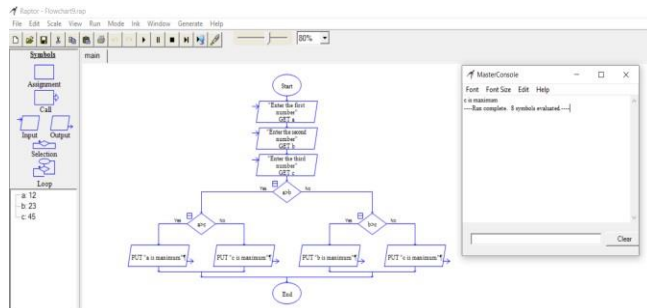 Raptor - Flowchart9.rap
File Edit Scale View Run Mode Ink Window Generate Help
80%
Symbols
Assignment
Call
Input Output
Selection
Loop
a: 12
b: 23
c: 45
main
Start
"Enter the first
number"
GET a
"Enter the second
number"
GET b
"Enter the third
number"
GET c
Yes a>b No
Yes a>c No
Yes b>c No
PUT "a is maximum"¶
PUT "c is maximum"¶
PUT "b is maximum"¶
PUT "c is maximum"¶
End
MasterConsole
Font Font Size Edit Help
c is maximum
----Run complete. 8 symbols evaluated.----
Clear